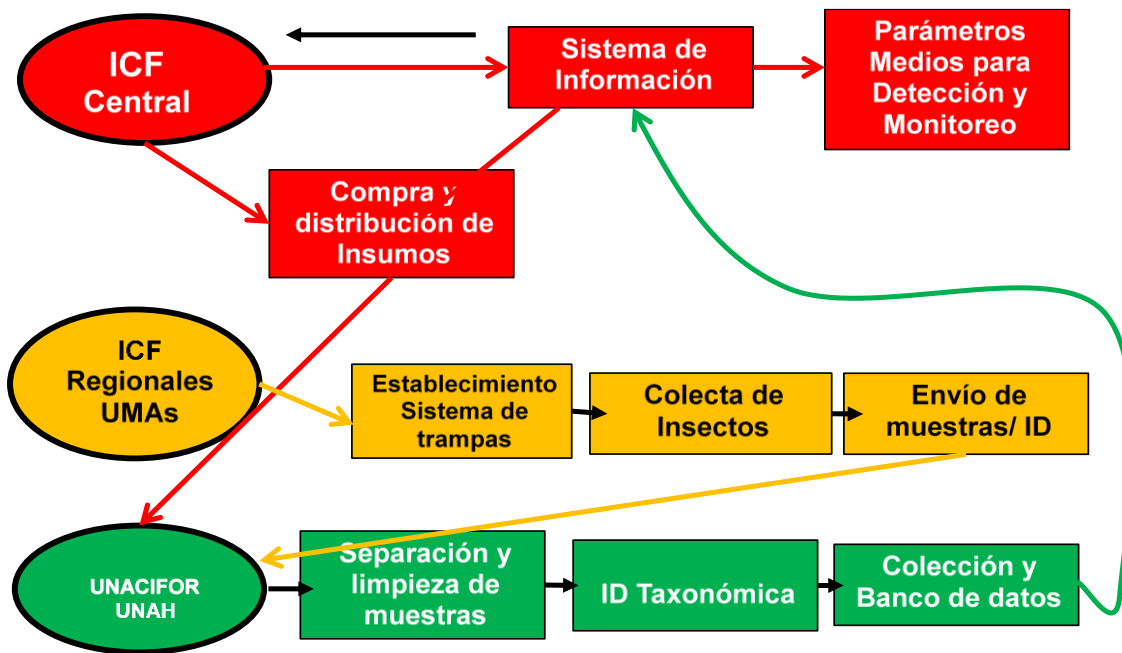 ICF
Central
Sistema de
Información
Parámetros
Medios para
Detección y
Monitoreo
Compra y
distribución de
Insumos
ICF
Regionales
UMAs
Establecimiento
Sistema de
trampas
Colecta de
Insectos
Envío de
muestras/ ID
UNACIFOR
UNAH
Separación y
limpieza de
muestras
ID Taxonómica
Colección y
Banco de datos